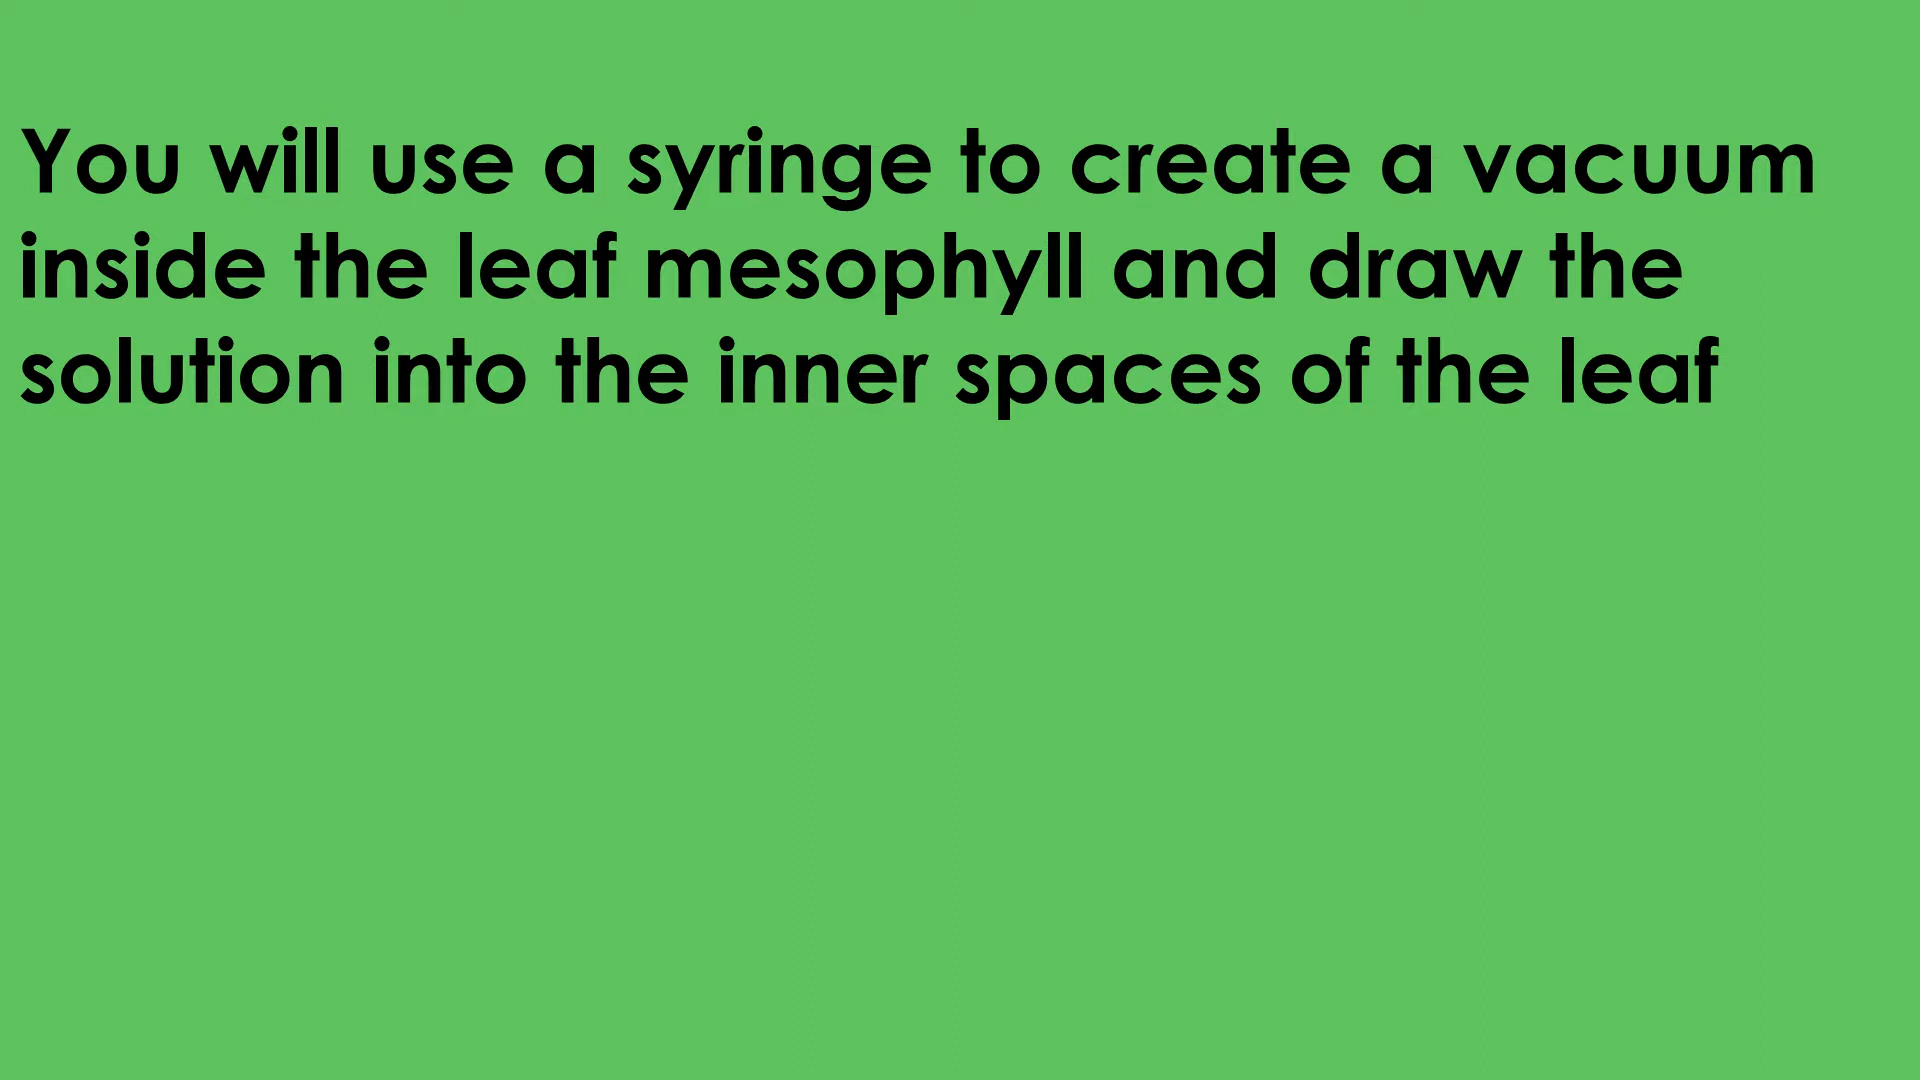 You will use a syringe to create a vacuum
inside the leaf mesophyll and draw the
solution into the inner spaces of the leaf